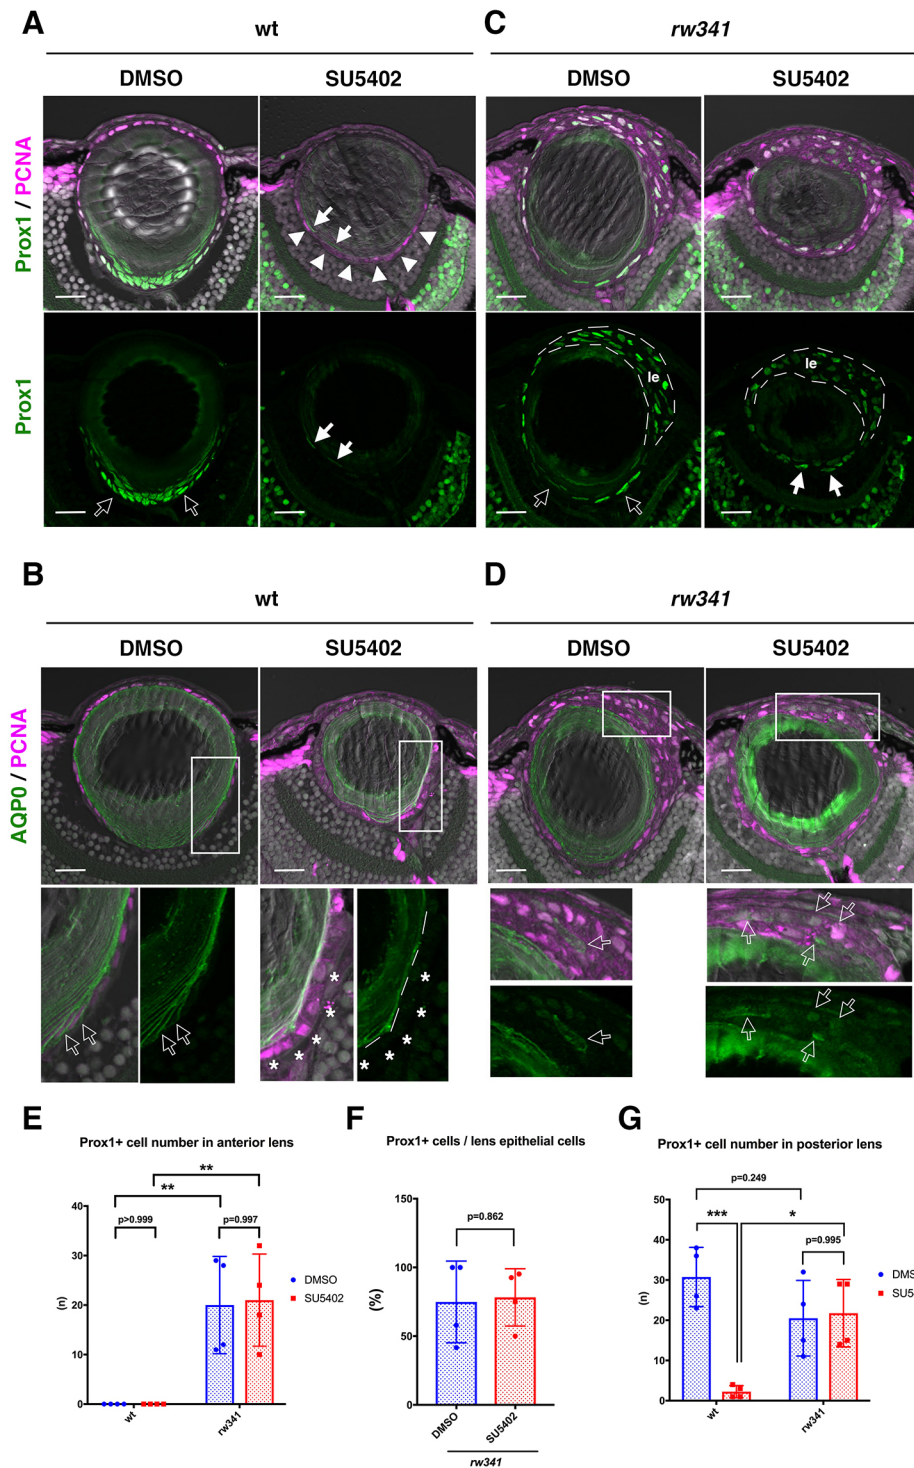 A
wt
C
rw341
DMSO
SU5402
DMSO
SU5402
Prox1 / PCNA
Prox1
le
le
B
wt
D
rw341
DMSO
SU5402
DMSO
SU5402
AQP0 / PCNA
*
*
*
*
*
*
*
*
*
*
E
F
G
Prox1+ cell number in anterior lens
Prox1+ cells / lens epithelial cells
Prox1+ cell number in posterior lens
**
**
p>0.999
p=0.997
40
30
20
10
0
(n)
wt
rw341
DMSO
SU5402
p=0.862
150
100
50
0
(%)
DMSO
SU5402
rw341
p=0.249
***
*
p=0.995
50
40
30
20
10
0
(n)
wt
rw341
DMS
SU5